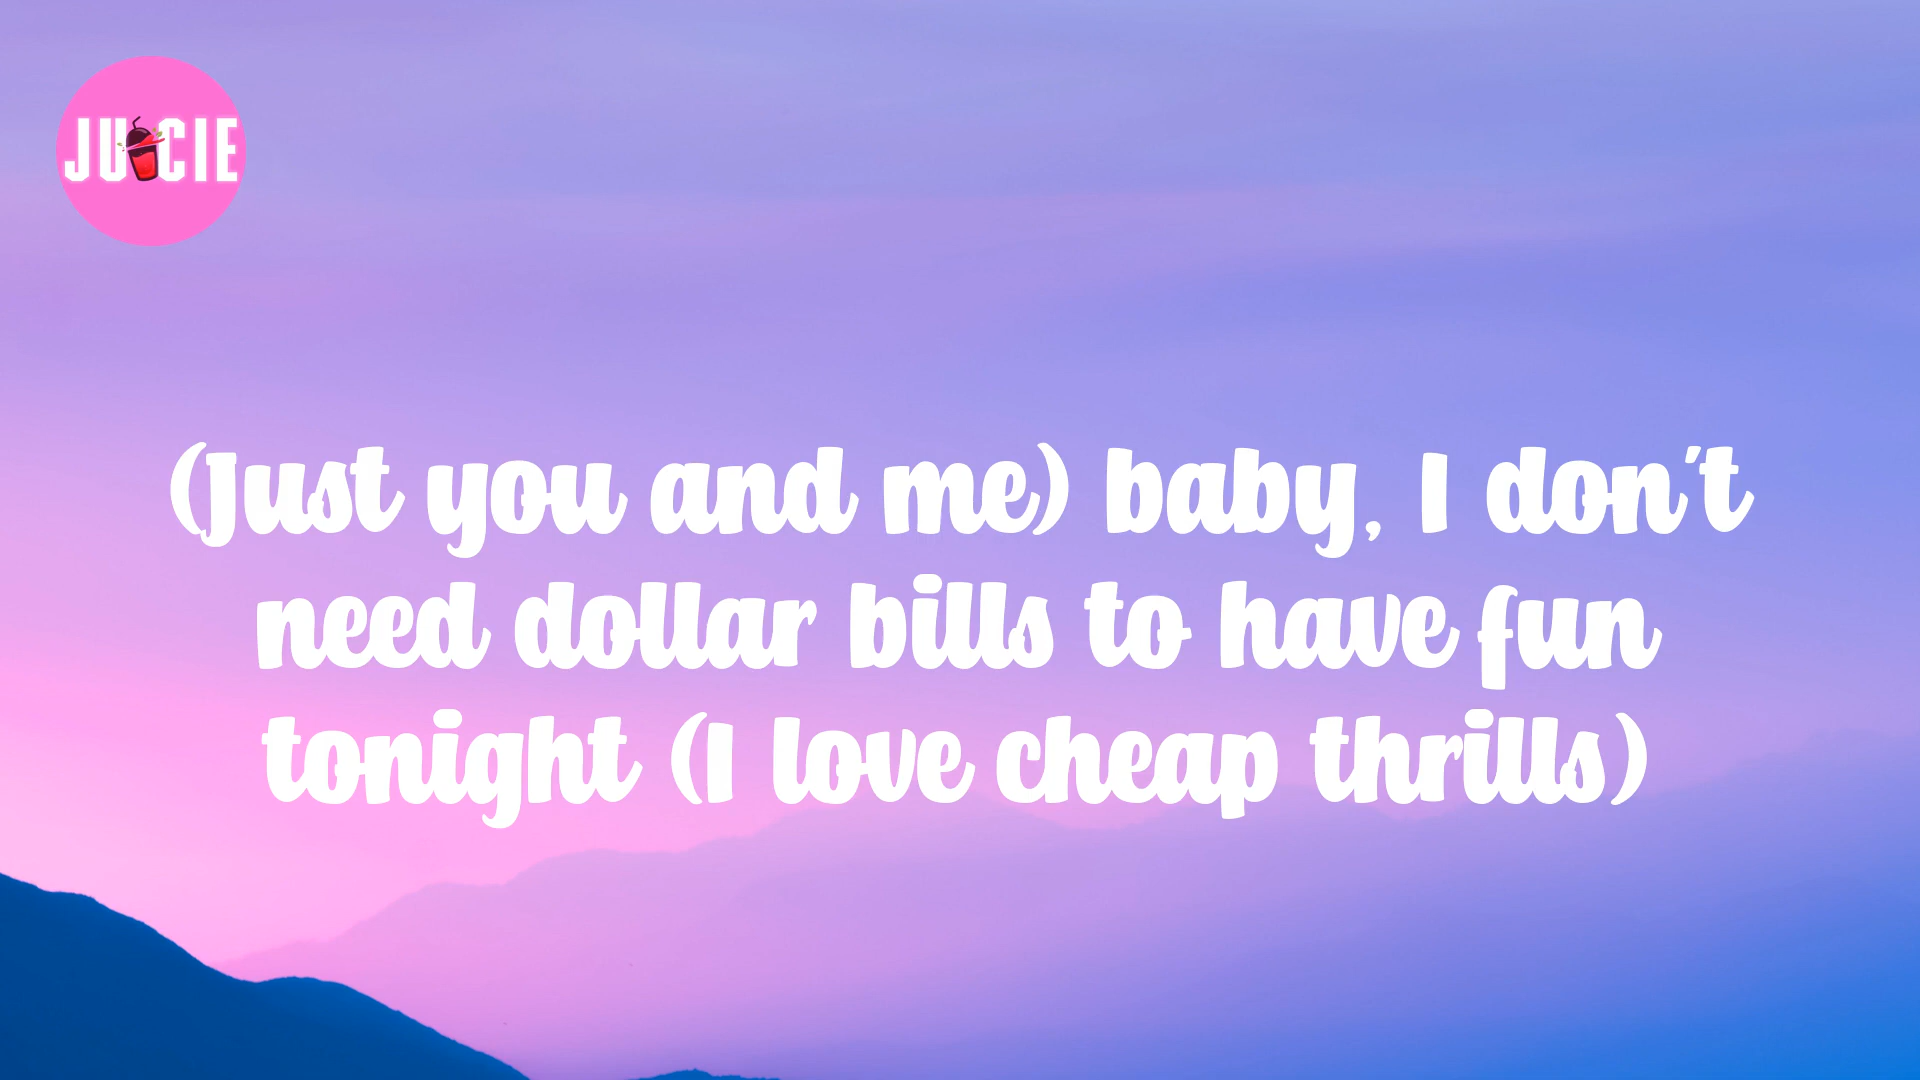 JUICIE
(Just you and me) baby, I don't
need dollar bills to have fun
tonight (I love cheap thrills)